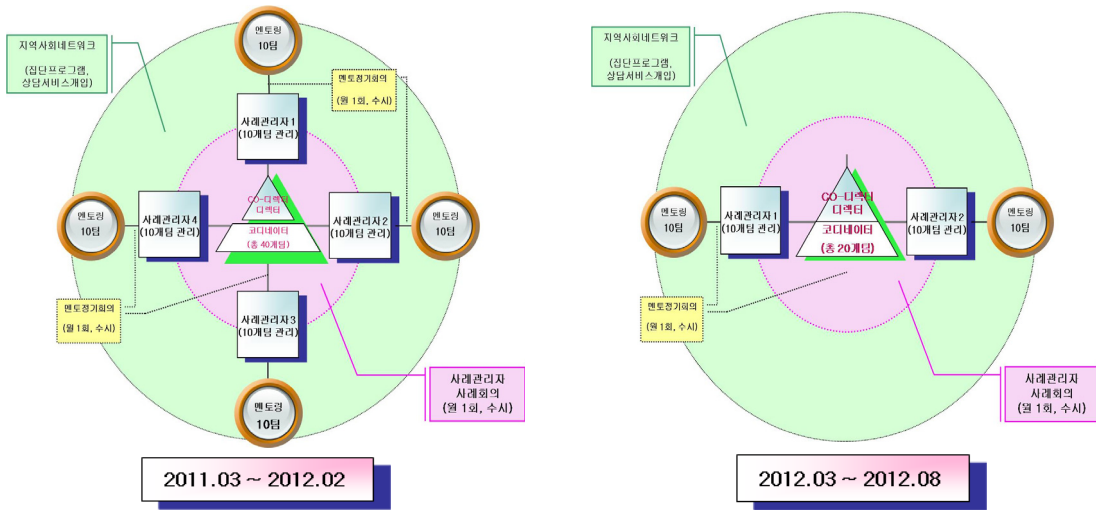 멘토링
10팀
지역사회네트워크
(집단프로그램,
상담서비스개입)
멘토정기회의
(월 1회, 수시)
사례관리자1
(10개팀 관리)
멘토링
10팀
사례관리자4
(10개팀 관리)
CO-디렉터
디렉터
코디네이터
(총 40개팀)
사례관리자2
(10개팀 관리)
멘토링
10팀
멘토정기회의
(월 1회, 수시)
사례관리자3
(10개팀 관리)
멘토링
10팀
사례관리자
사례회의
(월 1회, 수시)
2011.03 ~ 2012.02
지역사회네트워크
(집단프로그램,
상담서비스개입)
멘토링
10팀
사례관리자1
(10개팀 관리)
CO-디렉터
디렉터
코디네이터
(총 20개팀)
사례관리자2
(10개팀 관리)
멘토링
10팀
멘토정기회의
(월 1회, 수시)
사례관리자
사례회의
(월 1회, 수시)
2012.03 ~ 2012.08